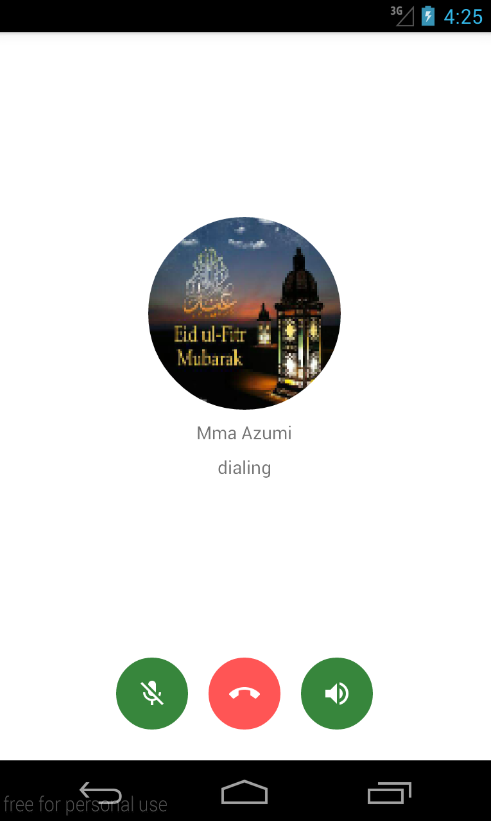 3G
4:25
Eid ul-Fitr
Mubarak
Mma Azumi
dialing
free for personal use